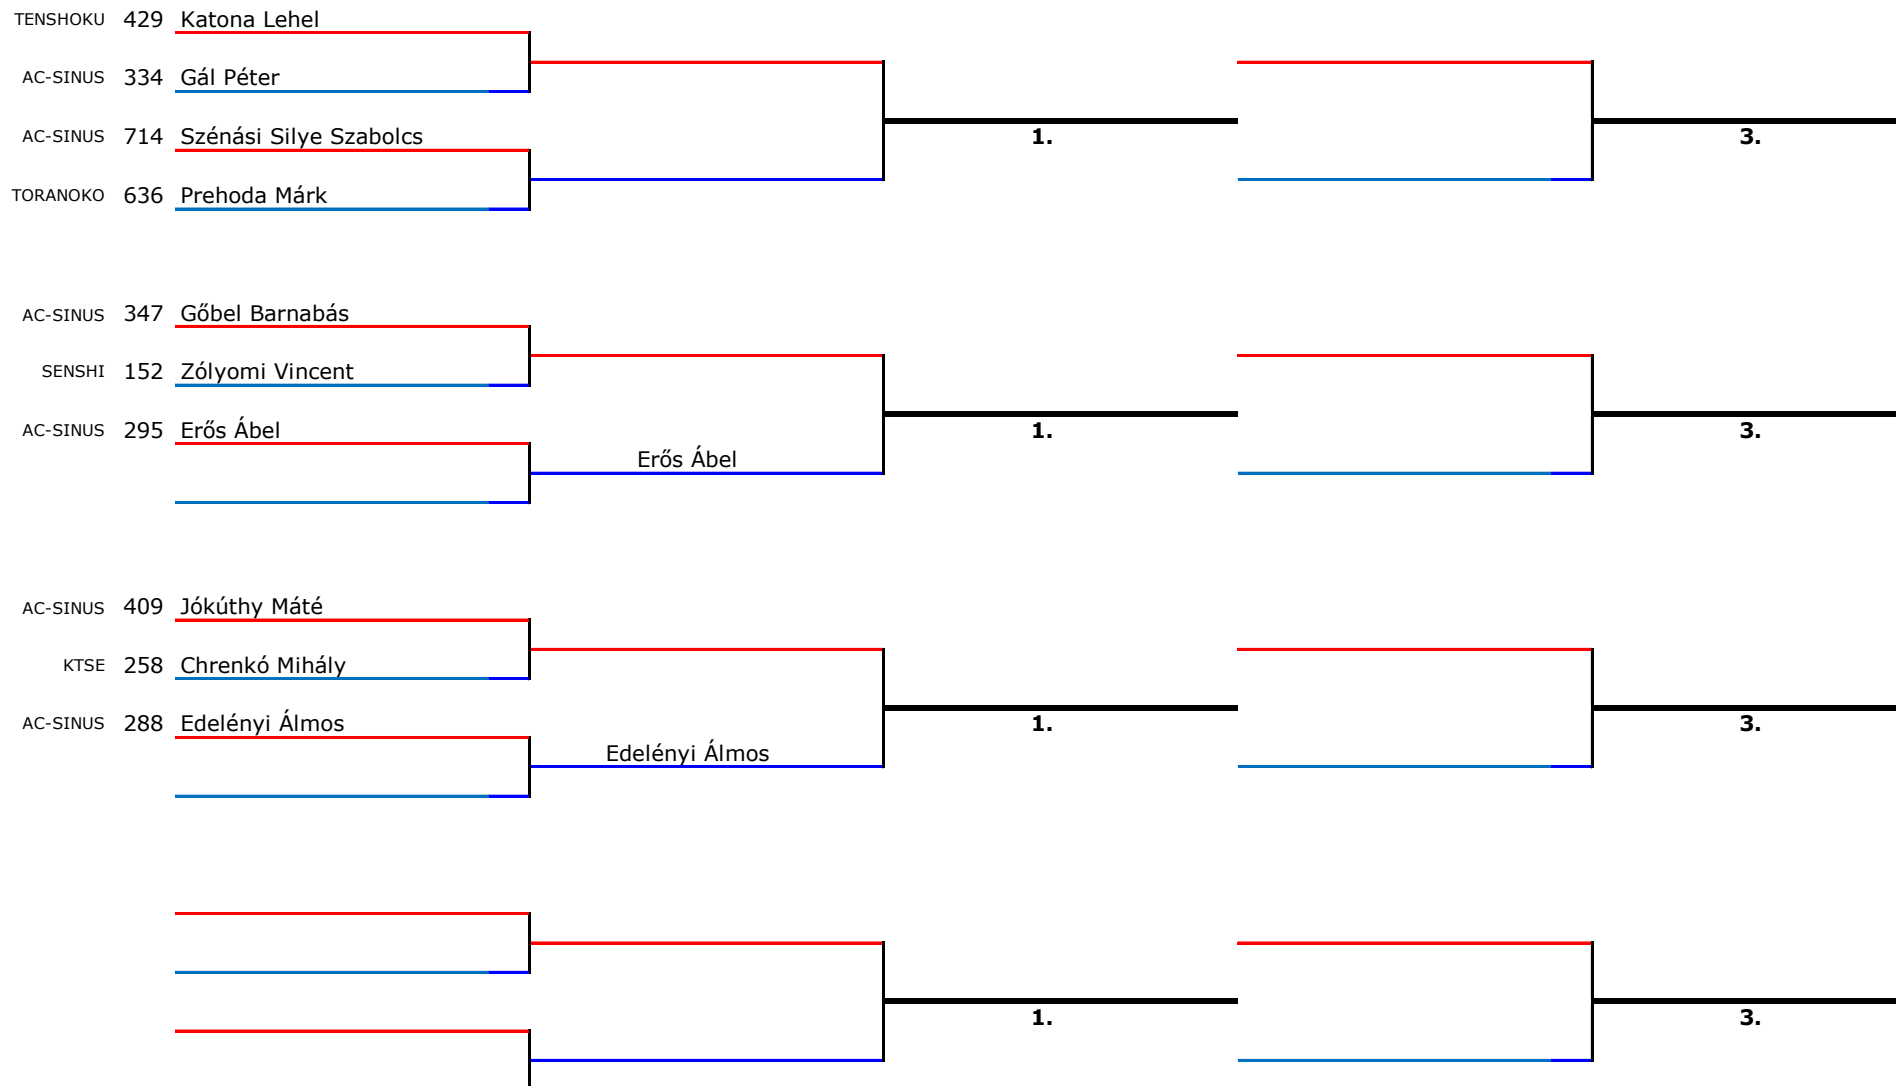 TENSHOKU 429 Katona Lehel
AC-SINUS 334 Gál Péter
1. 3.
AC-SINUS 714 Szénási Silye Szabolcs
TORANOKO 636 Prehoda Márk
AC-SINUS 347 Gőbel Barnabás
SENSHI 152 Zólyomi Vincent
AC-SINUS 295 Erős Ábel
1. 3.
Erős Ábel
AC-SINUS 409 Jókúthy Máté
KTSE 258 Chrenkó Mihály
AC-SINUS 288 Edelényi Álmos
1. 3.
Edelényi Álmos
1. 3.